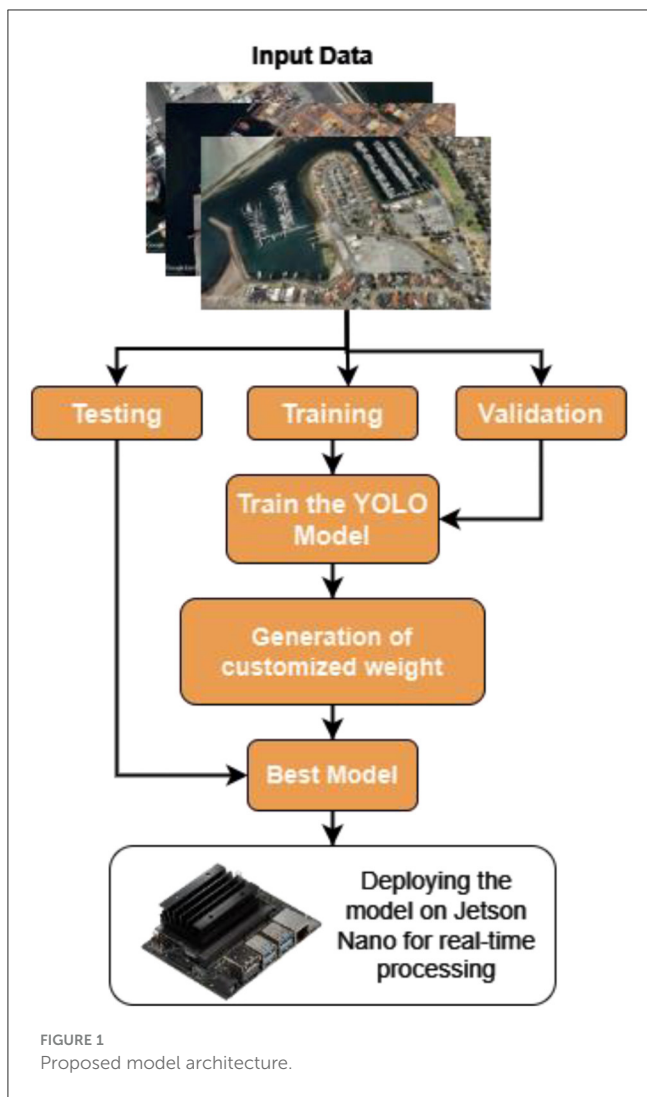 Input Data
Testing
Training
Validation
Train the YOLO
Model
Generation of
customized weight
Best Model
Deploying the
model on Jetson
Nano for real-time
processing
FIGURE 1
Proposed model architecture.